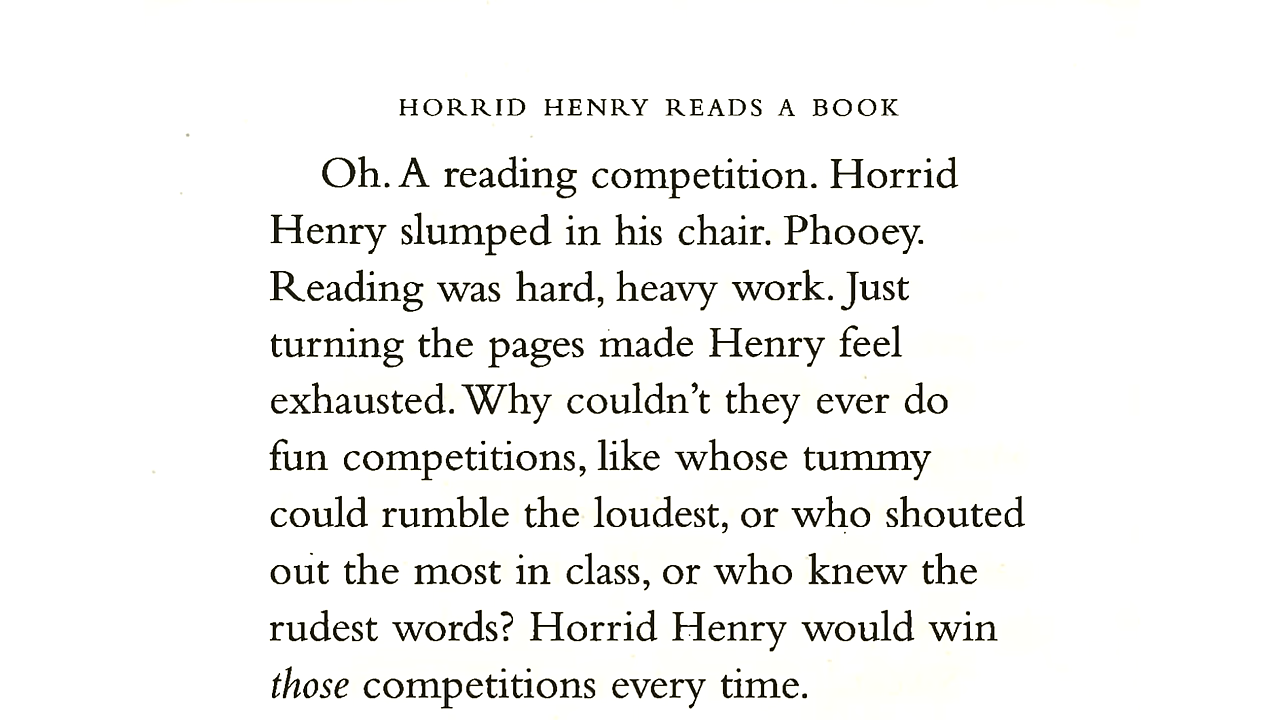 HORRID HENRY READS A BOOK
Oh. A reading competition. Horrid
Henry slumped in his chair. Phooey.
Reading was hard, heavy work. Just
turning the pages made Henry feel
exhausted. Why couldn't they ever do
fun competitions, like whose tummy
could rumble the loudest, or who shouted
out the most in class, or who knew the
rudest words? Horrid Henry would win
those competitions every time.